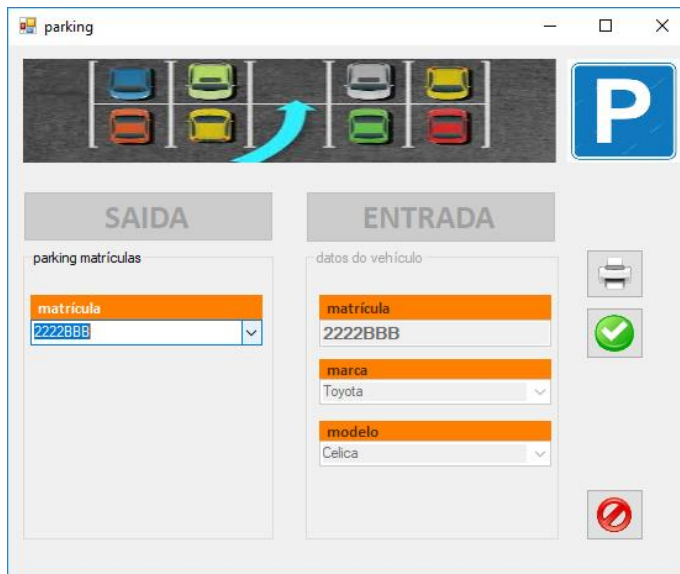 parking
P
SAIDA
ENTRADA
parking matrículas
matrícula
2222BBB
datos do vehículo
matrícula
2222BBB
marca
Toyota
modelo
Celica